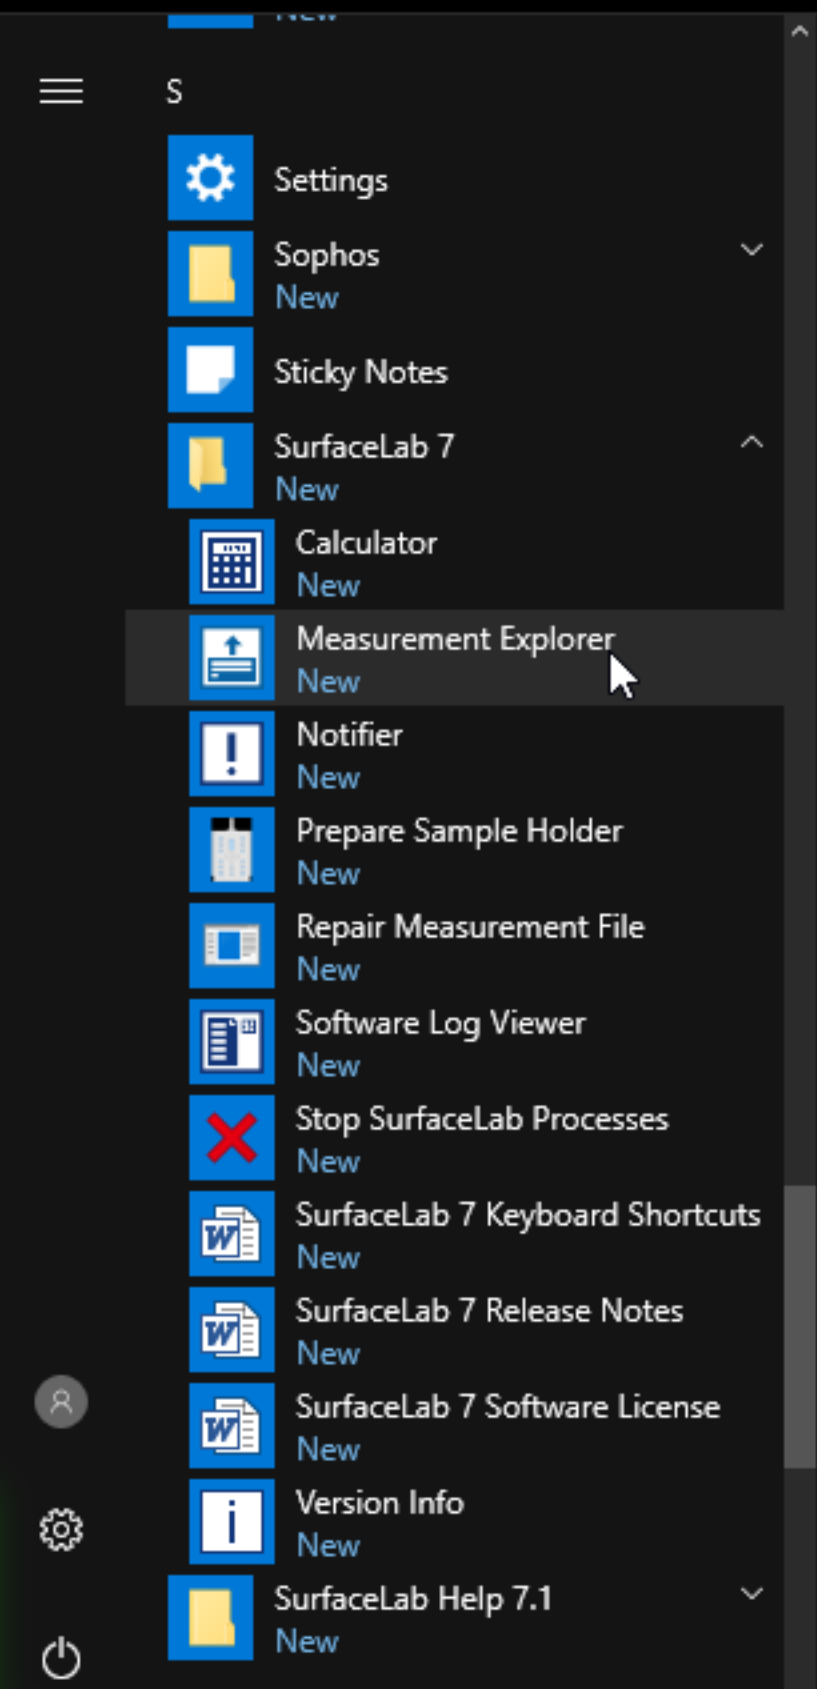 New
S
Settings
Sophos
New
Sticky Notes
SurfaceLab 7
New
Calculator
New
Measurement Explorer
New
Notifier
New
Prepare Sample Holder
New
Repair Measurement File
New
Software Log Viewer
New
Stop SurfaceLab Processes
New
SurfaceLab 7 Keyboard Shortcuts
New
SurfaceLab 7 Release Notes
New
SurfaceLab 7 Software License
New
Version Info
New
SurfaceLab Help 7.1
New